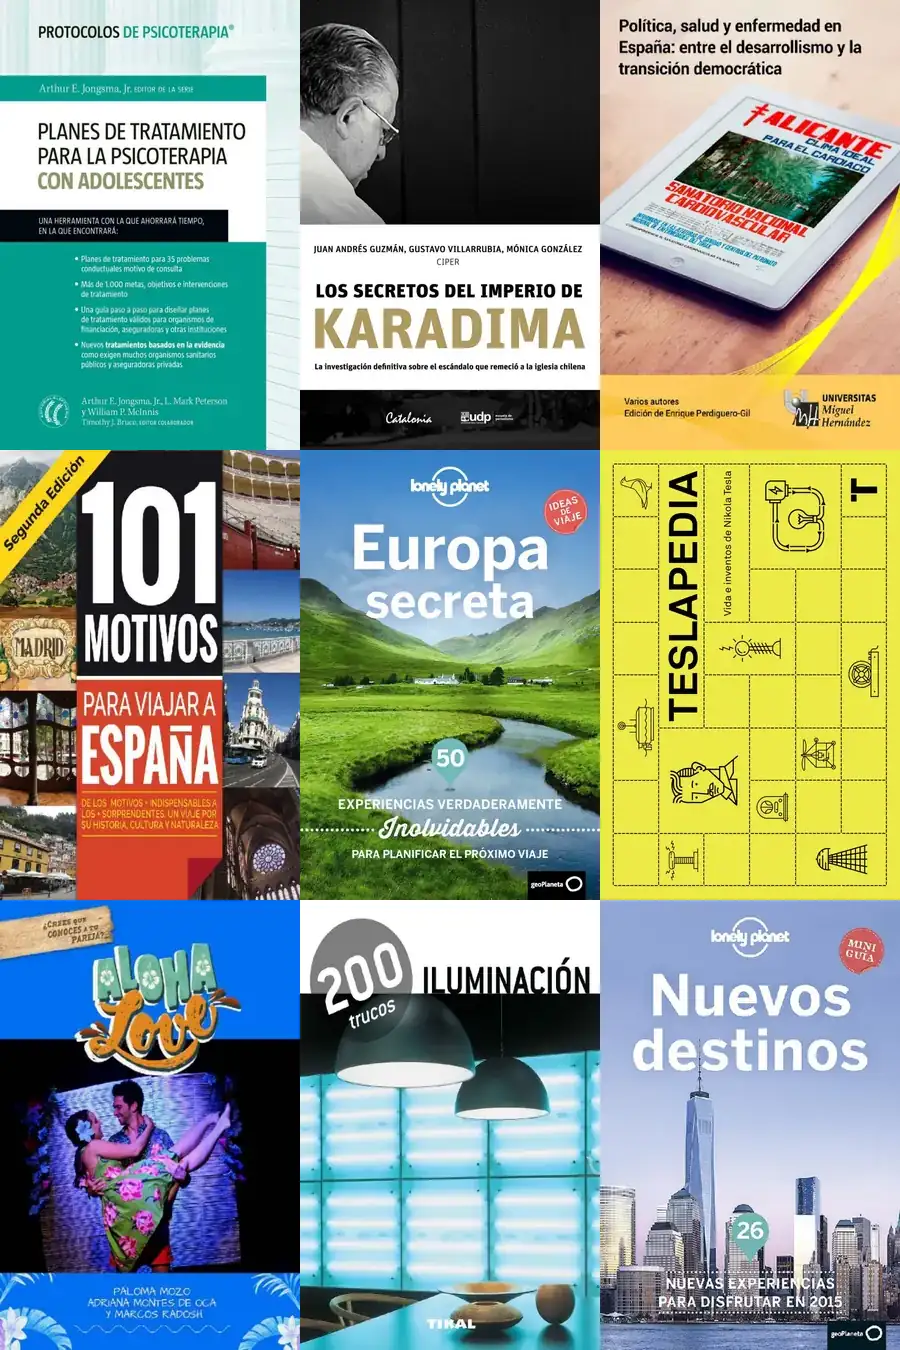 PROTOCOLOS DE PSICOTERAPIA®
Arthur E. Jongsma, Jr. EDITOR DE LA SERIE
PLANES DE TRATAMIENTO
PARA LA PSICOTERAPIA
CON ADOLESCENTES
UNA HERRAMIENTA CON LA QUE AHORRARÁ TIEMPO,
EN LA QUE ENCONTRARÁ:
• Planes de tratamiento para 35 problemas
conductuales motivo de consulta
• Más de 1.000 metas, objetivos e intervenciones
de tratamiento
• Una guía paso a paso para diseñar planes
de tratamiento válidos para organismos de
financiación, aseguradoras y otras instituciones
• Nuevos tratamientos basados en la evidencia
como exigen muchos organismos sanitarios
públicos y aseguradoras privadas
Arthur E. Jongsma, Jr., L. Mark Peterson
y William P. McInnis
Timothy J. Bruce, EDITOR COLABORADOR
JUAN ANDRÉS GUZMÁN, GUSTAVO VILLARRUBIA, MÓNICA GONZÁLEZ
CIPER
LOS SECRETOS DEL IMPERIO DE
KARADIMA
La investigación definitiva sobre el escándalo que remeció a la iglesia chilena
Catalonia
udp
Política, salud y enfermedad en
España: entre el desarrollismo y la
transición democrática
ALICANTE
CLIMA IDEAL
PARA EL CARDIACO
SANATORIO NACIONAL
CARDIOVASCULAR
Varios autores
Edición de Enrique Perdiguero-Gil
UNIVERSITAS
Miguel
Hernández
Segunda Edición
101
MOTIVOS
PARA VIAJAR A
ESPAÑA
DE LOS MOTIVOS + INDISPENSABLES A
LOS + SORPRENDENTES. UN VIAJE POR
SU HISTORIA, CULTURA Y NATURALEZA
MADRID
lonely planet
IDEAS
DE
VIAJE
Europa
secreta
50
EXPERIENCIAS VERDADERAMENTE
Inolvidables
PARA PLANIFICAR EL PRÓXIMO VIAJE
geoPlaneta
TESLAPEDIA
Vida e inventos de Nikola Tesla
T.
¿CREES QUE
CONOCES A TU
PAREJA?
ALOHA
Love
PALOMA MOZO
ADRIANA MONTES DE OCA
Y MARCOS RADOSH
200
trucos
ILUMINACIÓN
TIKAL
lonely planet
MINI
GUÍA
Nuevos
destinos
26
NUEVAS EXPERIENCIAS
PARA DISFRUTAR EN 2015
geoPlaneta